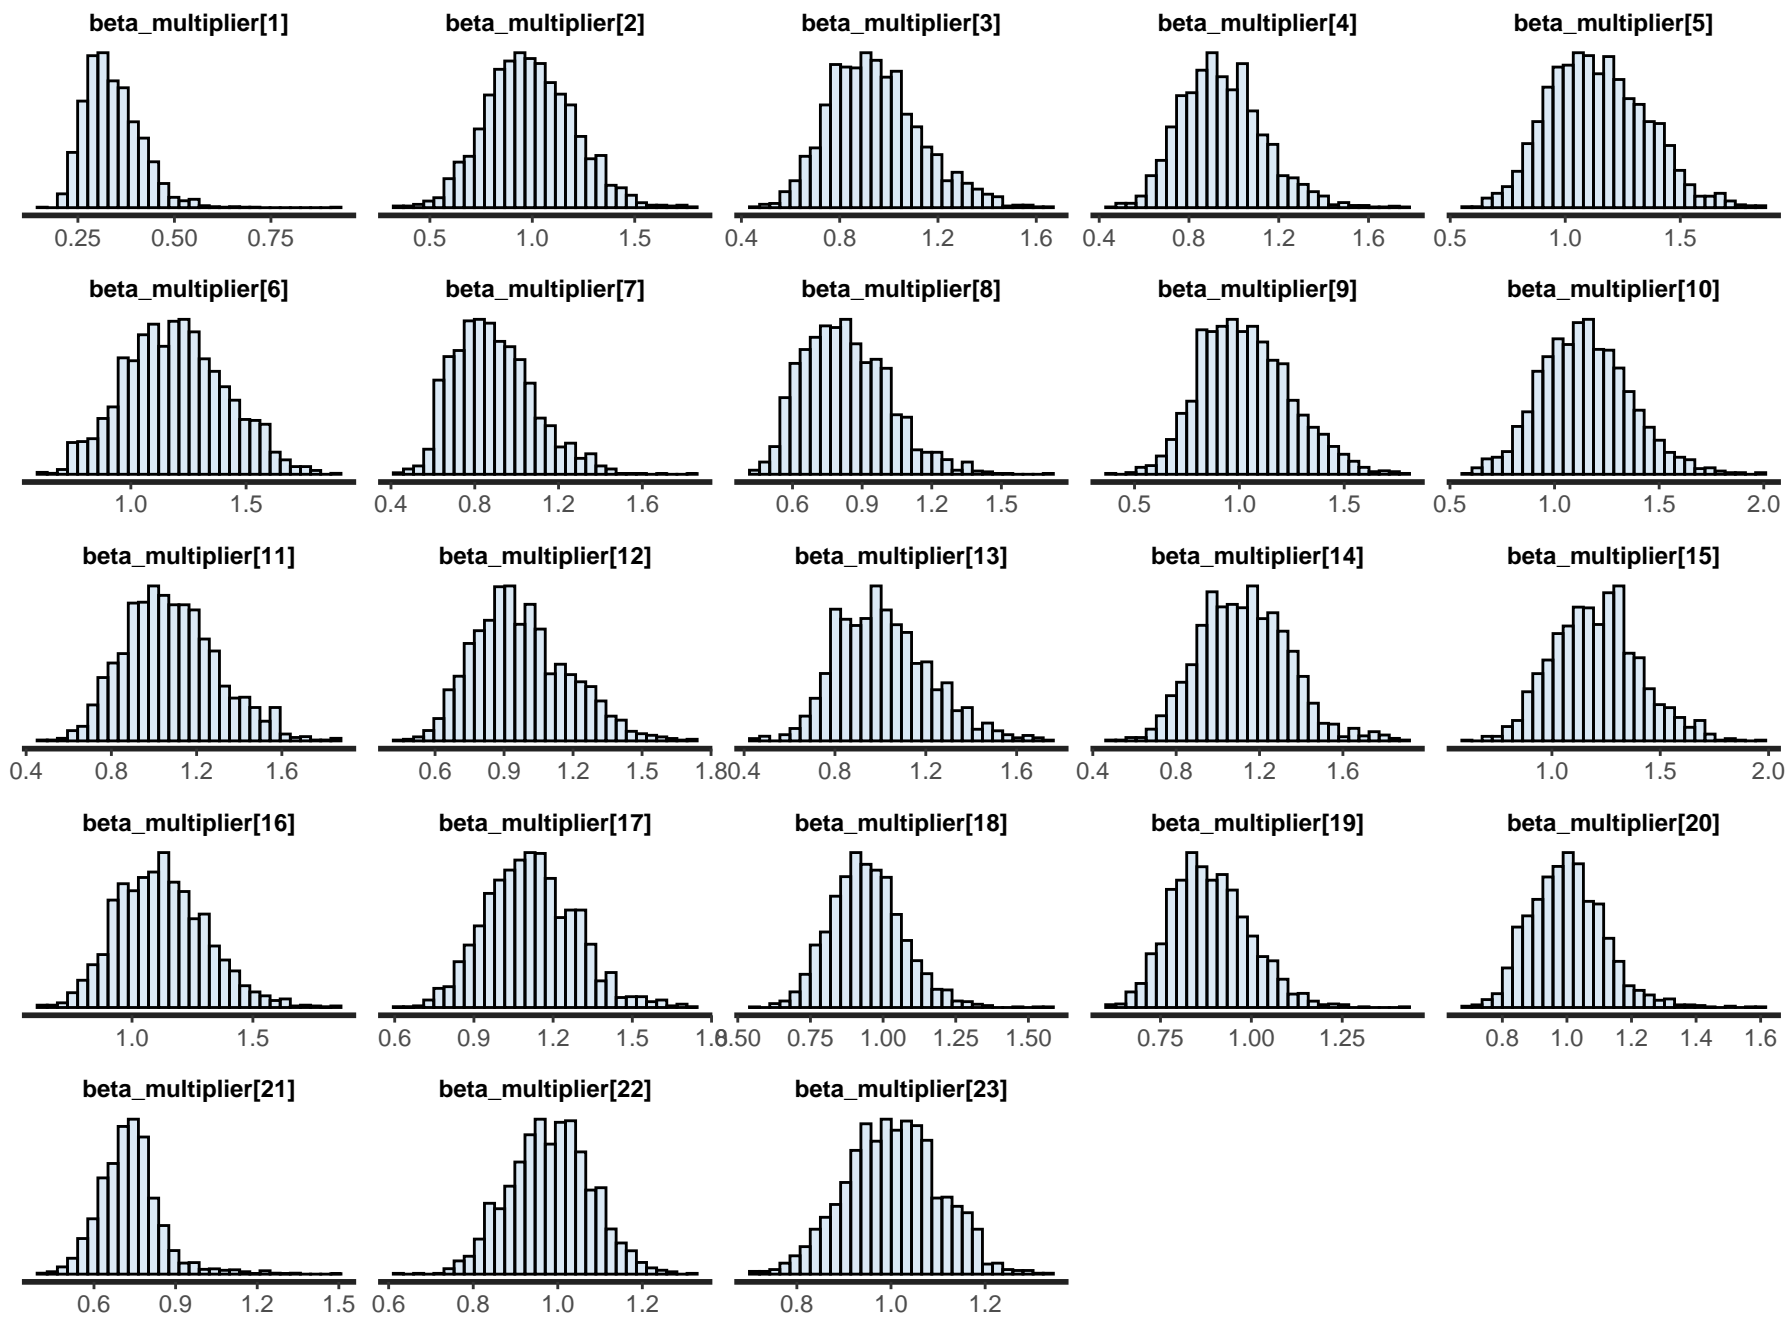 beta_multiplier[1] beta_multiplier[2] beta_multiplier[3] beta_multiplier[4] beta_multiplier[5]
0.25 0.50 0.75 0.5 1.0 1.5 0.4 0.8 1.2 1.6 0.4 0.8 1.2 1.6 0.5 1.0 1.5
beta_multiplier[6] beta_multiplier[7] beta_multiplier[8] beta_multiplier[9] beta_multiplier[10]
1.0 1.5 0.4 0.8 1.2 1.6 0.6 0.9 1.2 1.5 0.5 1.0 1.5 0.5 1.0 1.5 2.0
beta_multiplier[11] beta_multiplier[12] beta_multiplier[13] beta_multiplier[14] beta_multiplier[15]
0.4 0.8 1.2 1.6 0.6 0.9 1.2 1.5 1.8 0.4 0.8 1.2 1.6 0.4 0.8 1.2 1.6 1.0 1.5 2.0
beta_multiplier[16] beta_multiplier[17] beta_multiplier[18] beta_multiplier[19] beta_multiplier[20]
1.0 1.5 0.6 0.9 1.2 1.5 1.8 0.50 0.75 1.00 1.25 1.50 0.75 1.00 1.25 0.8 1.0 1.2 1.4 1.6
beta_multiplier[21] beta_multiplier[22] beta_multiplier[23]
0.6 0.9 1.2 1.5 0.6 0.8 1.0 1.2 0.8 1.0 1.2